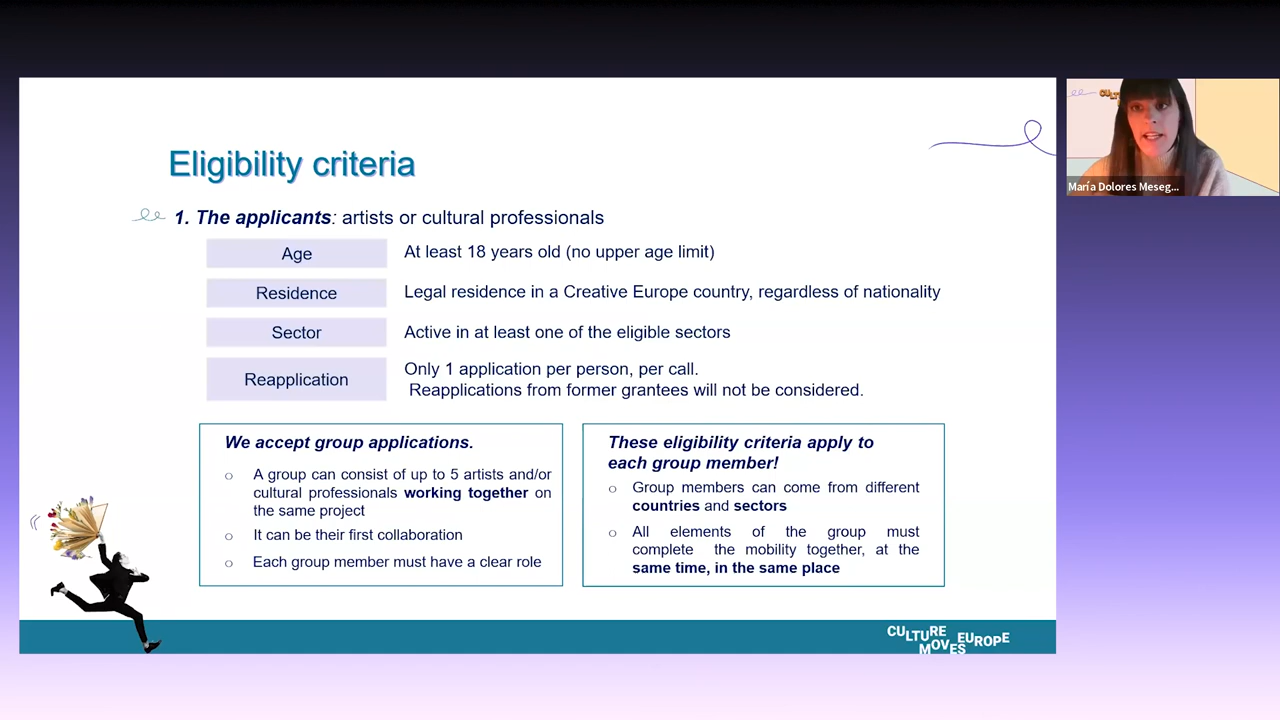 Eligibility criteria
1. The applicants: artists or cultural professionals
Age
At least 18 years old (no upper age limit)
Residence
Legal residence in a Creative Europe country, regardless of nationality
Sector
Active in at least one of the eligible sectors
Reapplication
Only 1 application per person, per call.
Reapplications from former grantees will not be considered.
We accept group applications.
o A group can consist of up to 5 artists and/or
cultural professionals working together on
the same project
o It can be their first collaboration
o Each group member must have a clear role
These eligibility criteria apply to
each group member!
o Group members can come from different
countries and sectors
o All elements of the group must
complete the mobility together, at the
same time, in the same place
CULTURE
MOVES EUROPE
CULT
María Dolores Meseg...